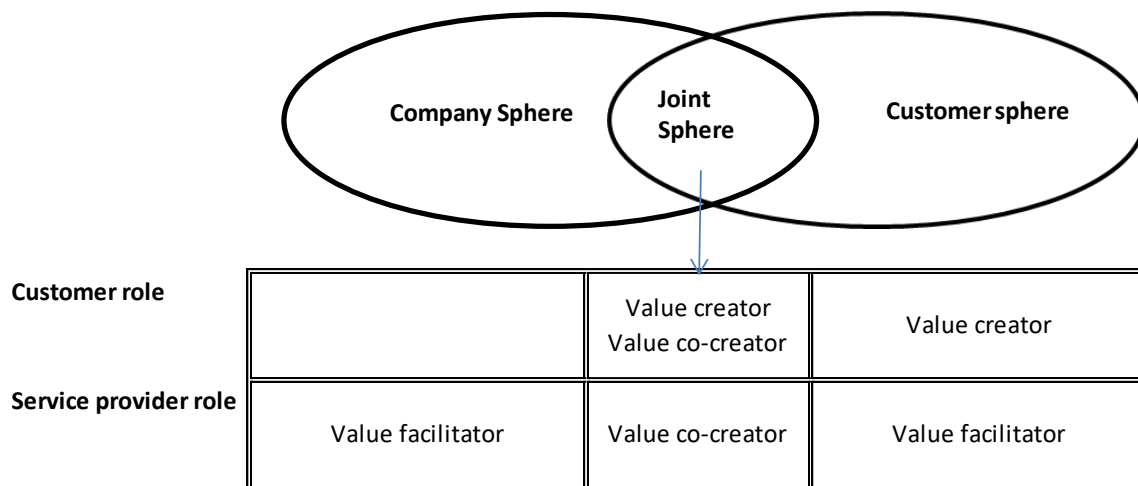 Company Sphere
Joint
Sphere
Customer sphere
Customer role
Value creator
Value co-creator
Value creator
Service provider role
Value facilitator
Value co-creator
Value facilitator